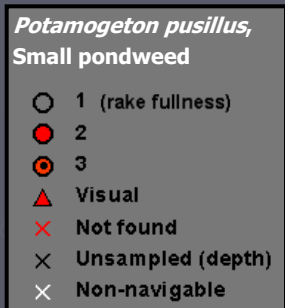 Potamogeton pusillus,
Small pondweed
1 (rake fullness)
2
3
Visual
Not found
Unsampled (depth)
Non-navigable